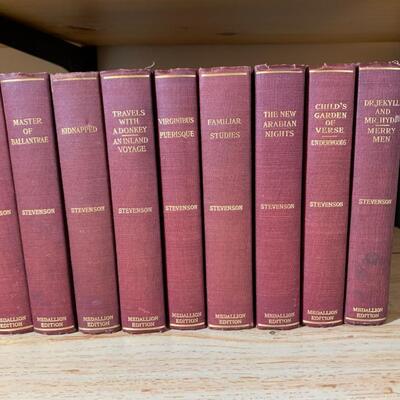 ON
ION
MASTER
OF
BALLANTRAE
STEVENSON
MEDALLION
EDITION
KIDNAPPED
STEVENSON
MEDALLION
EDITION
TRAVELS
WITH
A DONKEY
AN INLAND
VOYAGE
STEVENSON
MEDALLION
EDITION
VIRGINIBUS
PUERISQUE
STEVENSON
MEDALLION
EDITION
FAMILIAR
STUDIES
STEVENSON
MEDALLION
EDITION
THE NEW
ARABIAN
NIGHTS
STEVENSON
MEDALLION
EDITION
CHILD'S
GARDEN OF
VERSE
UNDERWOODS
STEVENSON
MEDALLION
EDITION
DR.JEKYLL
AND
MR.HYDE
MERRY
MEN
STEVENSON
MEDALLION
EDITION